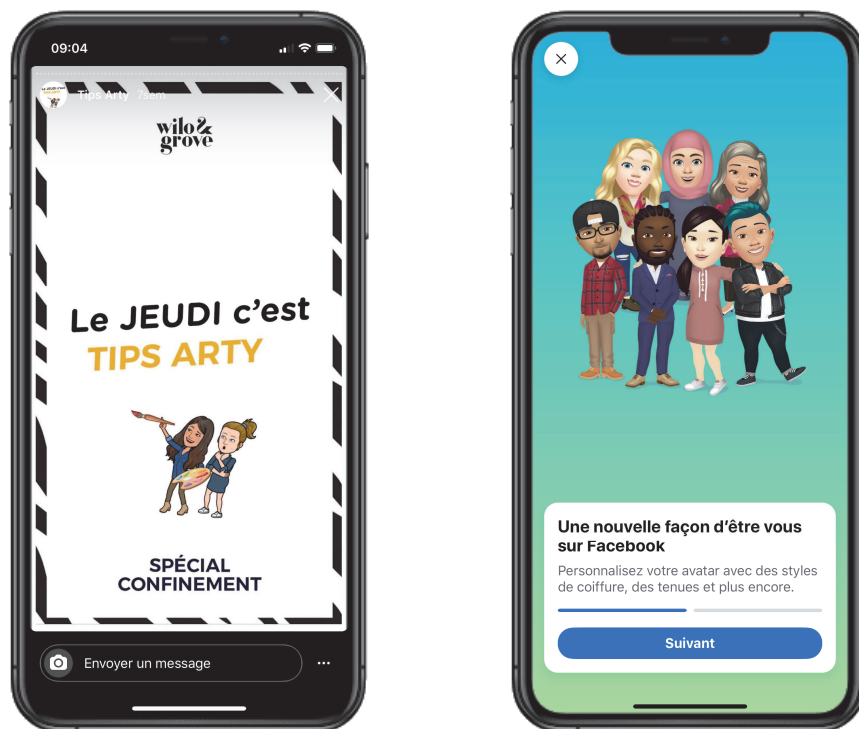 09:04
Tips Arty 7sem
wilo &
grove
Le JEUDI c’est
TIPS ARTY
SPÉCIAL
CONFINEMENT
Envoyer un message
Une nouvelle façon d’être vous
sur Facebook
Personnalisez votre avatar avec des styles
de coiffure, des tenues et plus encore.
Suivant